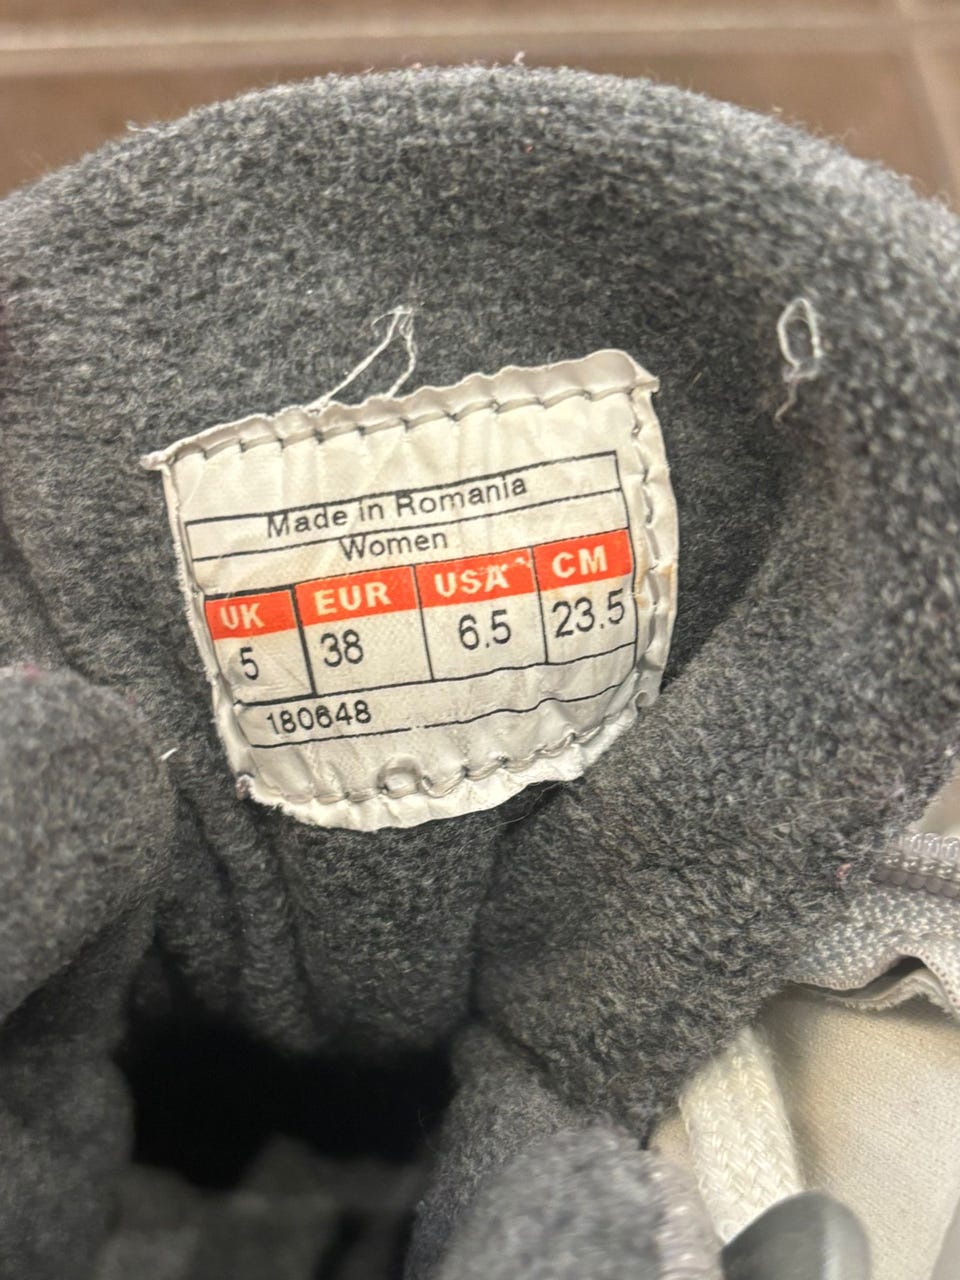 Made in Romania
Women
UK EUR USA CM
5 38 6.5 23.5
180648